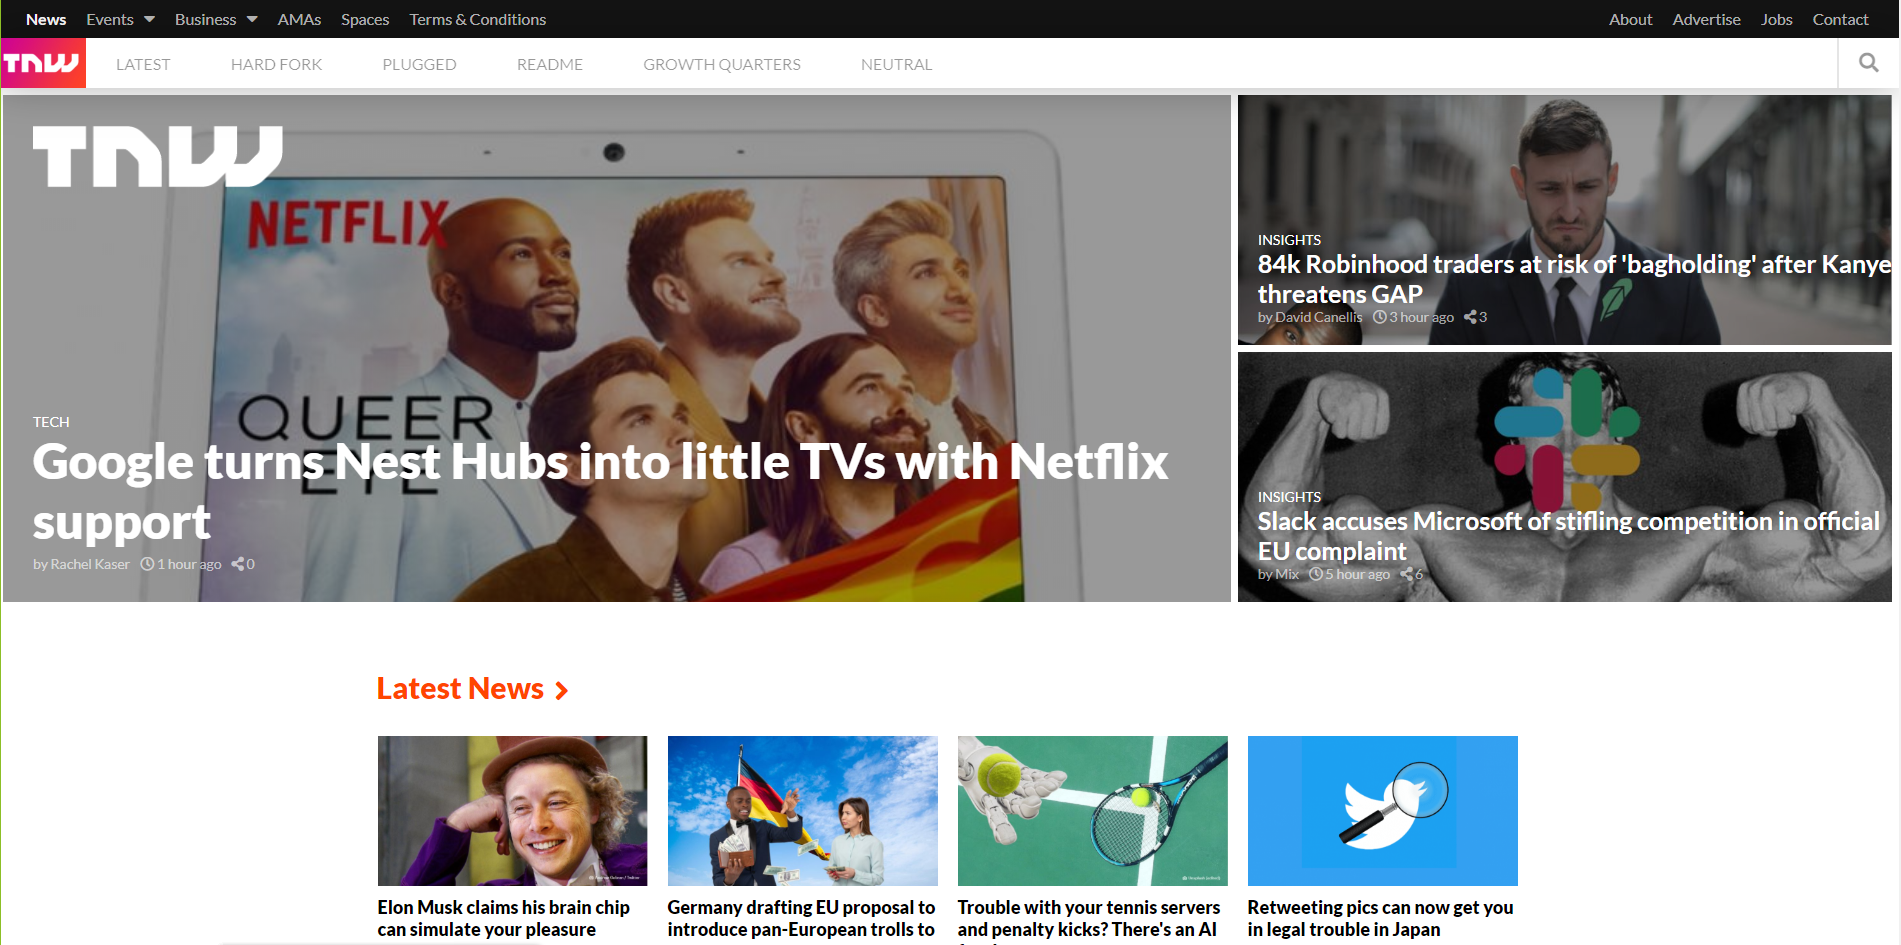 News Events Business AMAs Spaces Terms & Conditions About Advertise Jobs Contact
TNW LATEST HARD FORK PLUGGED README GROWTH QUARTERS NEUTRAL
TNW
NETFLIX
QUEER
EYE
TECH
Google turns Nest Hubs into little TVs with Netflix
support
by Rachel Kaser 1 hour ago 0
INSIGHTS
84k Robinhood traders at risk of 'bagholding' after Kanye
threatens GAP
by David Canellis 3 hour ago 3
INSIGHTS
Slack accuses Microsoft of stifling competition in official
EU complaint
by Mix 5 hour ago 6
Latest News
Elon Musk claims his brain chip
can simulate your pleasure
Germany drafting EU proposal to
introduce pan-European trolls to
Trouble with your tennis servers
and penalty kicks? There's an AI
Retweeting pics can now get you
in legal trouble in Japan